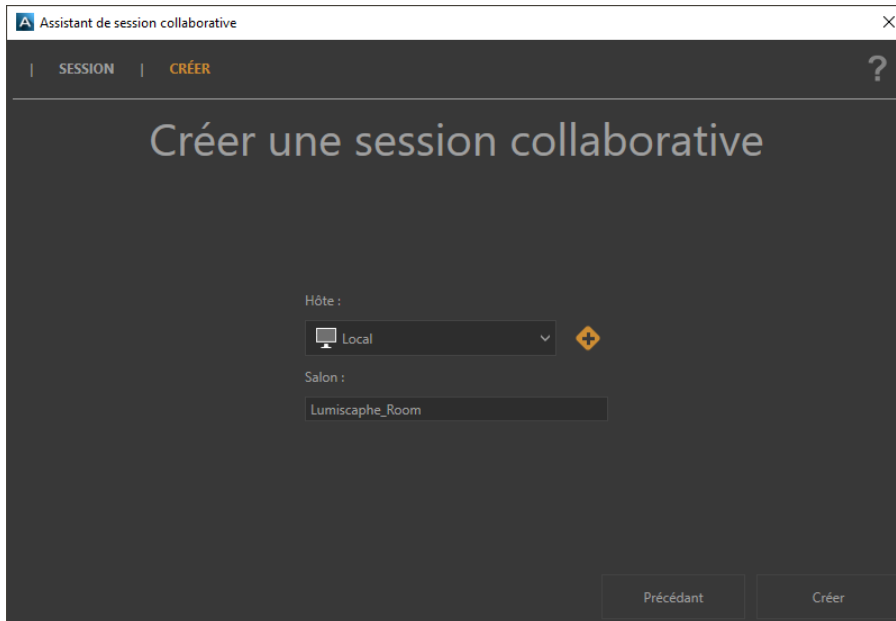 Assistant de session collaborative
| SESSION | CRÉER ?
Créer une session collaborative
Hôte :
Local
Salon :
Lumiscaphe_Room
Précédant Créer